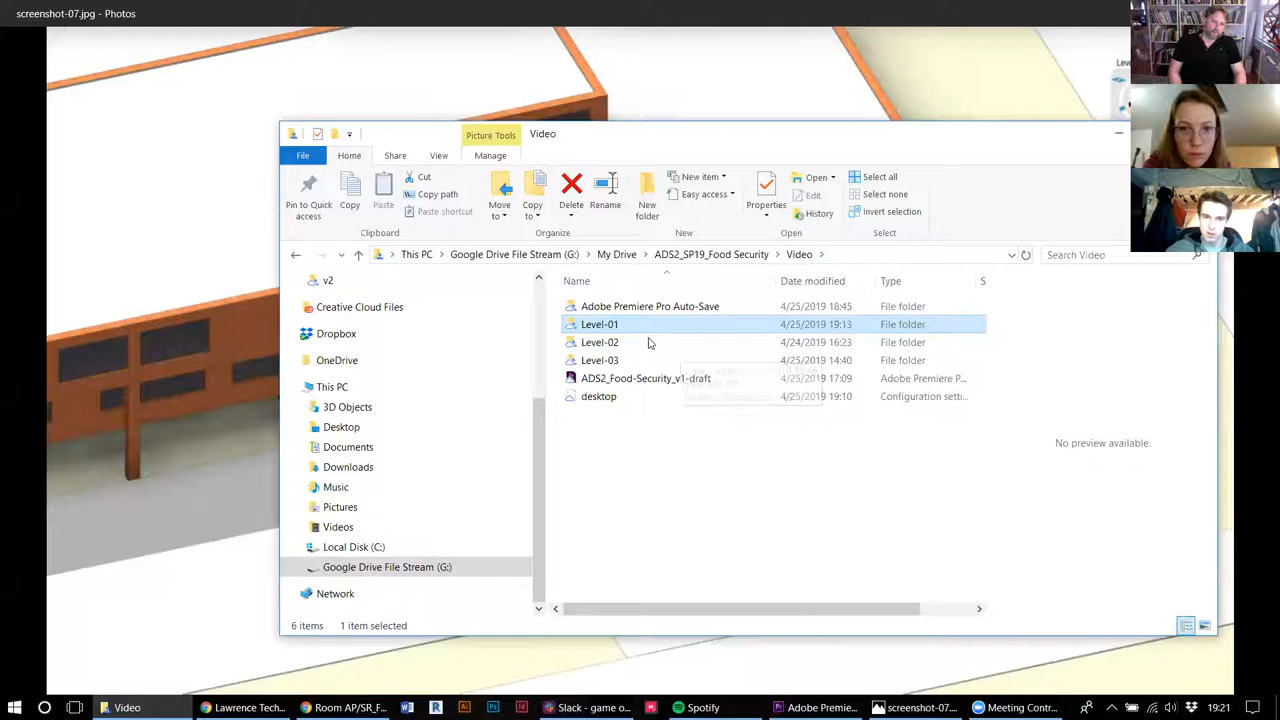 screenshot-07.jpg - Photos
Leve
Picture Tools
Video
File
Home
Share
View
Manage
Pin to Quick access
Copy
Paste
Cut
Copy path
Paste shortcut
Move to
Copy to
Delete
Rename
New folder
New item
Easy access
Properties
Open
Edit
History
Select all
Select none
Invert selection
Clipboard
Organize
New
Open
Select
This PC
Google Drive File Stream (G:)
My Drive
ADS2_SP19_Food Security
Video
Search Video
Name
Date modified
Type
S
v2
Creative Cloud Files
Dropbox
OneDrive
This PC
3D Objects
Desktop
Documents
Downloads
Music
Pictures
Videos
Local Disk (C:)
Google Drive File Stream (G:)
Network
Adobe Premiere Pro Auto-Save 4/25/2019 18:45 File folder
Level-01 4/25/2019 19:13 File folder
Level-02 4/24/2019 16:23 File folder
Level-03 4/25/2019 14:40 File folder
ADS2_Food-Security_v1-draft 4/25/2019 17:09 Adobe Premiere P...
desktop 4/25/2019 19:10 Configuration setti...
No preview available.
6 items 1 item selected
Video
Lawrence Tech...
Room AP/SR_F...
Slack - game o...
Spotify
Adobe Premie...
screenshot-07....
Meeting Contr...
19:21